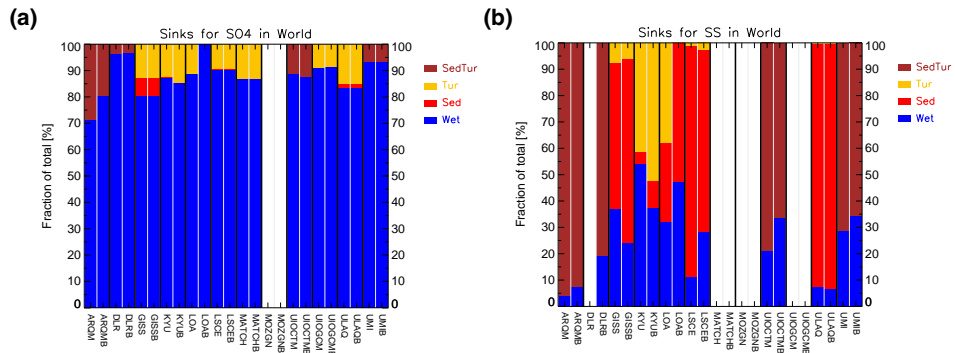 (a)
Sinks for SO4 in World
Fraction of total [%]
100
90
80
70
60
50
40
30
20
10
0
100
90
80
70
60
50
40
30
20
10
0
ARQM
ARQMB
DLR
DLRB
GISS
GISSB
KYU
KYUB
LOA
LOAB
LSCE
LSCEB
MATCH
MATCHB
MOZGN
MOZGNB
UIOCTM
UIOCTMB
UIOGCM
UIOGCMB
ULAQ
ULAQB
UMI
UMIB
SedTur
Tur
Sed
Wet
(b)
Sinks for SS in World
Fraction of total [%]
100
90
80
70
60
50
40
30
20
10
0
100
90
80
70
60
50
40
30
20
10
0
ARQM
ARQMB
DLR
DLRB
GISS
GISSB
KYU
KYUB
LOA
LOAB
LSCE
LSCEB
MATCH
MATCHB
MOZGN
MOZGNB
UIOCTM
UIOCTMB
UIOGCM
UIOGCMB
ULAQ
ULAQB
UMI
UMIB
SedTur
Tur
Sed
Wet